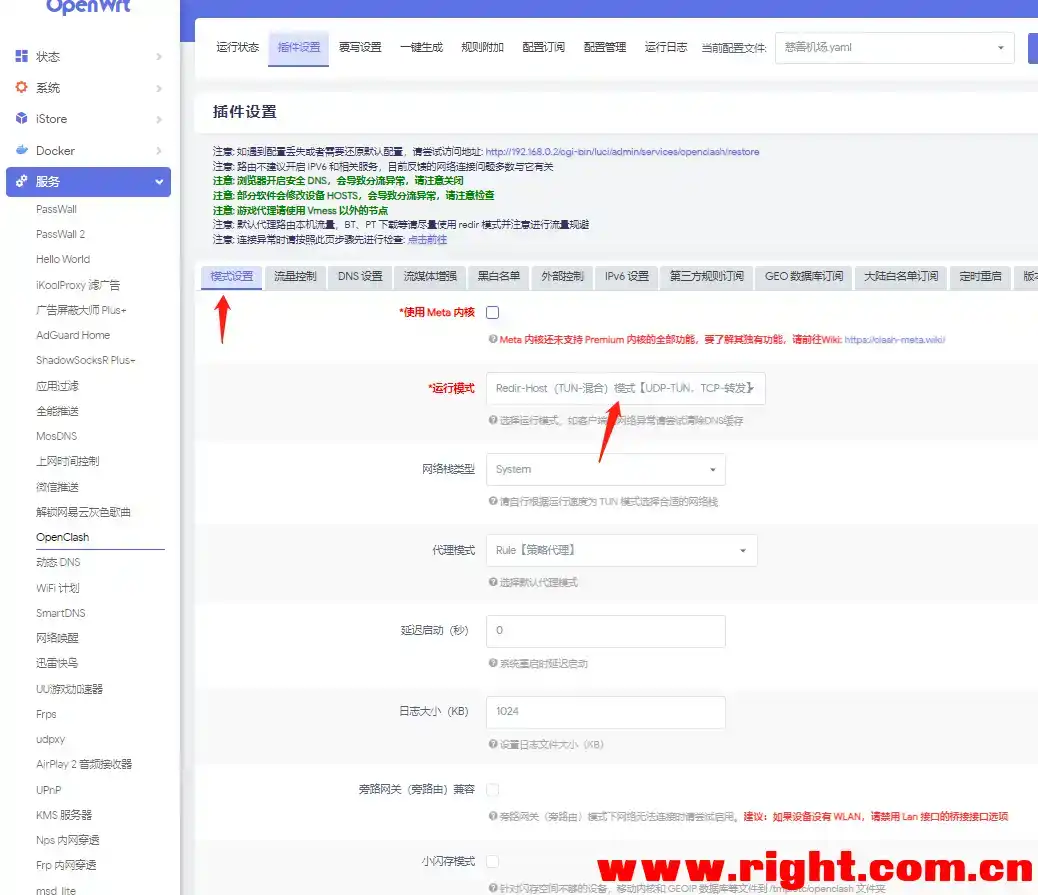 OpenWrt
状态
系统
iStore
Docker
服务
PassWall
PassWall 2
Hello World
iKoolProxy 滤广告
广告屏蔽大师 Plus+
AdGuard Home
ShadowSocksR Plus+
应用过滤
全能推送
MosDNS
上网时间控制
微信推送
解锁网易云灰色歌曲
OpenClash
动态 DNS
WiFi 计划
SmartDNS
网络唤醒
迅雷快鸟
UU游戏加速器
Frps
udpxy
AirPlay 2 音频接收器
UPnP
KMS 服务器
Nps 内网穿透
Frp 内网穿透
msd_lite
运行状态 插件设置 覆写设置 一键生成 规则附加 配置订阅 配置管理 运行日志 当前配置文件: 慈善机场.yaml
插件设置
注意: 如遇到配置丢失或者需要还原默认配置，请尝试访问地址: http://192.168.0.2/cgi-bin/luci/admin/services/openclash/restore
注意: 路由不建议开启 IPV6 和相关服务，目前反馈的网络连接问题多数与它有关
注意: 浏览器开启安全 DNS，会导致分流异常，请注意关闭
注意: 部分软件会修改设备 HOSTS，会导致分流异常，请注意检查
注意: 游戏代理请使用 Vmess 以外的节点
注意: 默认代理路由本机流量，BT、PT 下载等请尽量使用 redir 模式并注意进行流量规避
注意: 连接异常时请按照此页步骤先进行检查: 点击前往
模式设置 流量控制 DNS 设置 流媒体增强 黑白名单 外部控制 IPv6 设置 第三方规则订阅 GEO 数据库订阅 大陆白名单订阅 定时重启 版本
*使用 Meta 内核
Meta 内核还未支持 Premium 内核的全部功能，要了解其独有功能，请前往Wiki: https://clash-meta.wiki/
*运行模式 Redir-Host（TUN-混合）模式【UDP-TUN，TCP-转发】
选择运行模式，如客户端网络异常请尝试清除DNS缓存
网络栈类型 System
请自行根据运行速度为 TUN 模式选择合适的网络栈
代理模式 Rule【策略代理】
选择默认代理模式
延迟启动（秒） 0
系统重启时延迟启动
日志大小（KB） 1024
设置日志文件大小（KB）
旁路网关（旁路由）兼容
旁路网关（旁路由）模式下网络无法连接时请尝试启用。建议：如果设备没有 WLAN，请禁用 Lan 接口的桥接接口选项
小闪存模式
www.right.com.cn
针对闪存空间不够的设备，移动内核和 GEOIP 数据库等文件到 /tmp/etc/openclash 文件夹